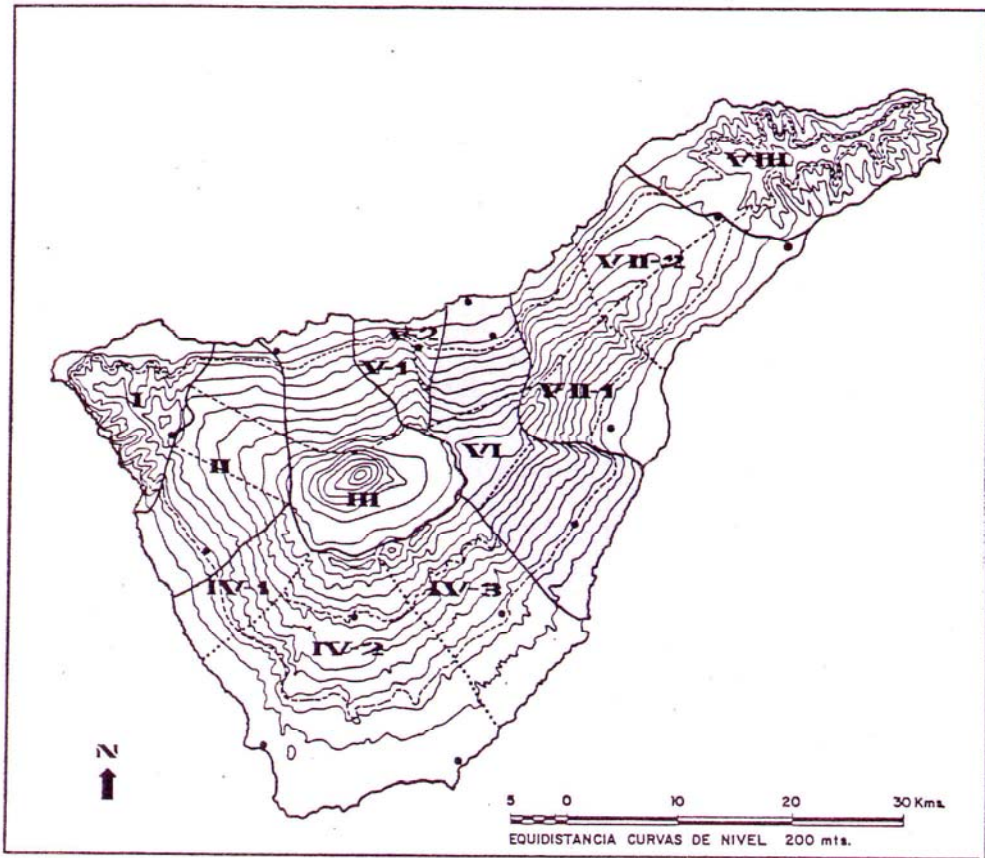 VIII
VII-2
V-2
V-1
I
VII-1
II
VI
III
IV-1
IV-3
IV-2
N
5 0 10 20 30 Kms.
EQUIDISTANCIA CURVAS DE NIVEL 200 mts.